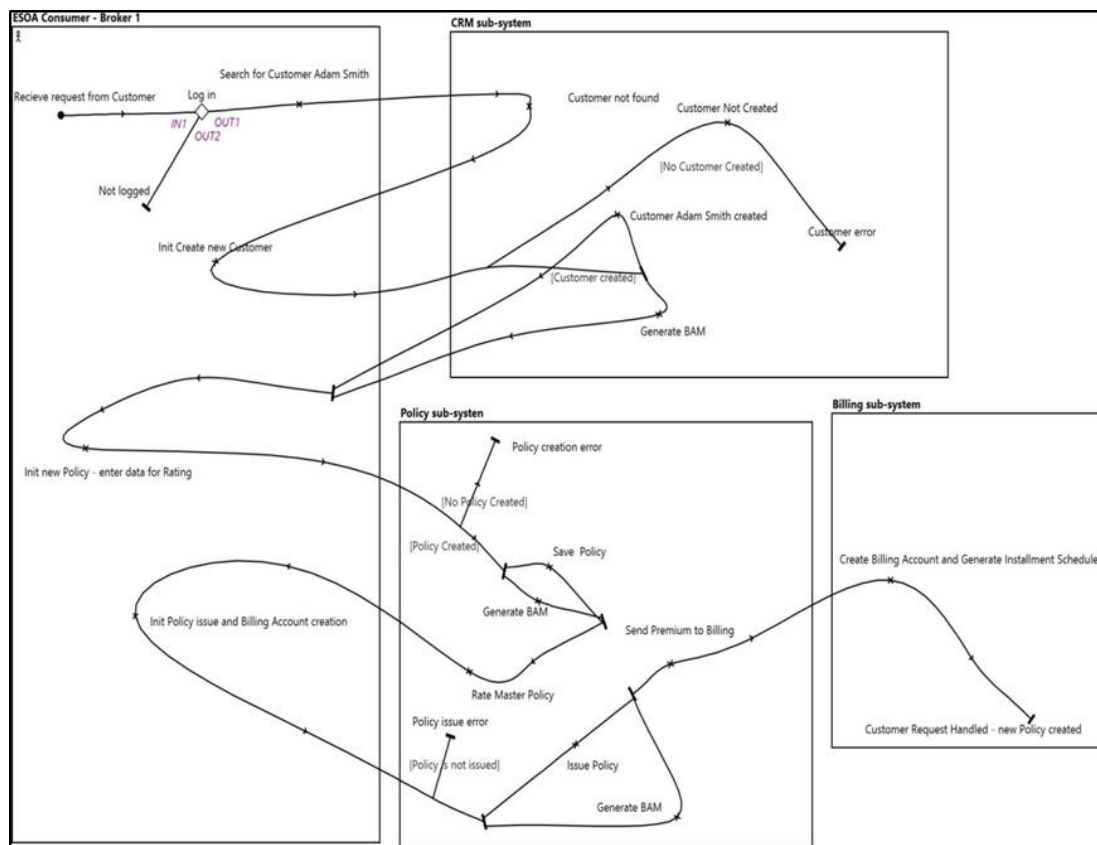 ESOA Consumer - Broker 1
CRM sub-system
Search for Customer Adam Smith
Recieve request from Customer
Log in
IN1
OUT1
OUT2
Not logged
Customer not found
Customer Not Created
[No Customer Created]
Customer Adam Smith created
Customer error
Init Create new Customer
[Customer created]
Generate BAM
Policy sub-systen
Billing sub-system
Policy creation error
Init new Policy - enter data for Rating
[No Policy Created]
[Policy Created]
Save Policy
Create Billing Account and Generate Installment Schedule
Generate BAM
Init Policy issue and Billing Account creation
Send Premium to Billing
Rate Master Policy
Policy issue error
Customer Request Handled - new Policy created
[Policy is not issued]
Issue Policy
Generate BAM